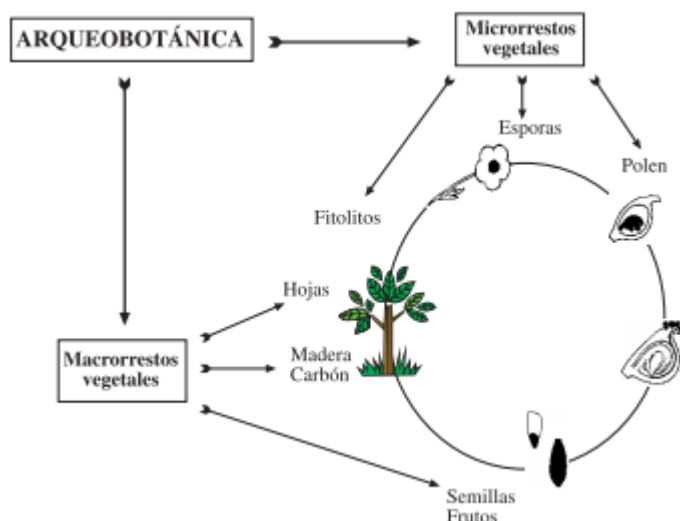 ARQUEOBOTÁNICA
Microrrestos
vegetales
Esporas
Polen
Fitolitos
Hojas
Macrorrestos
vegetales
Madera
Carbón
Semillas
Frutos